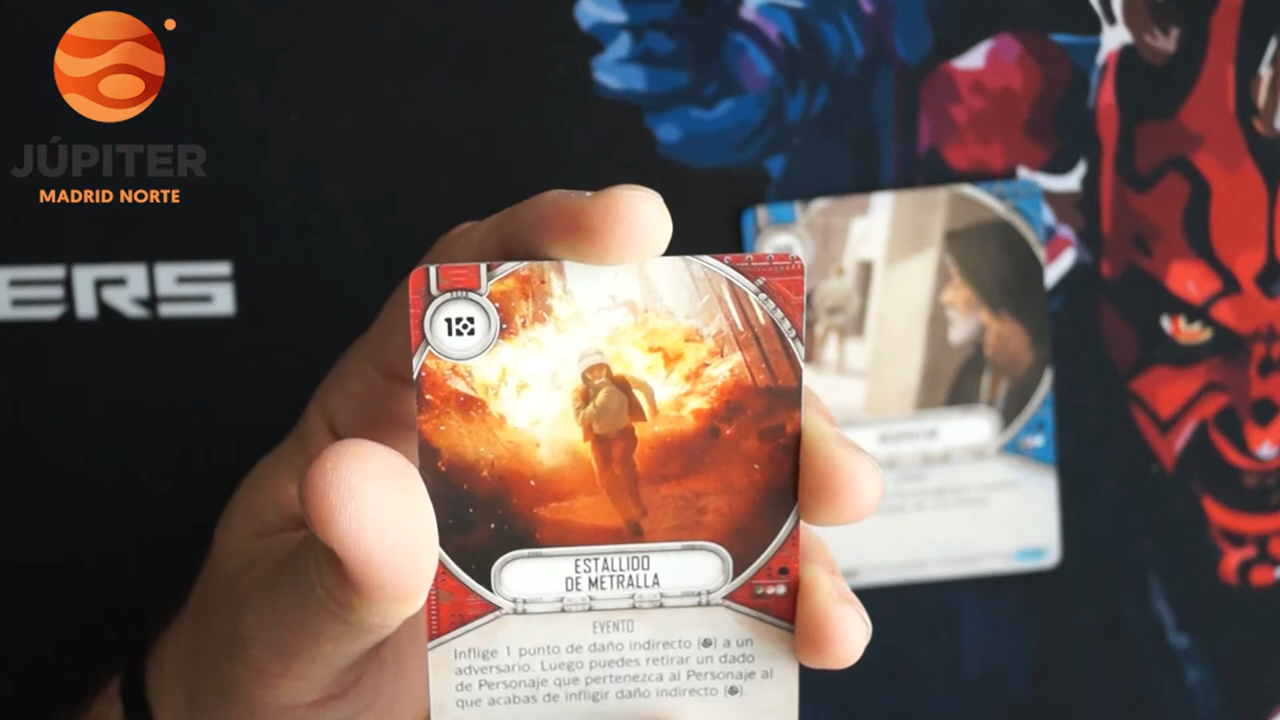 JÚPITER
MADRID NORTE
ERS
1
ESTALLIDO
DE METRALLA
EVENTO
Inflige 1 punto de daño indirecto () a un
adversario. Luego puedes retirar un dado
de Personaje que pertenezca al Personaje al
que acabas de infligir daño indirecto ().